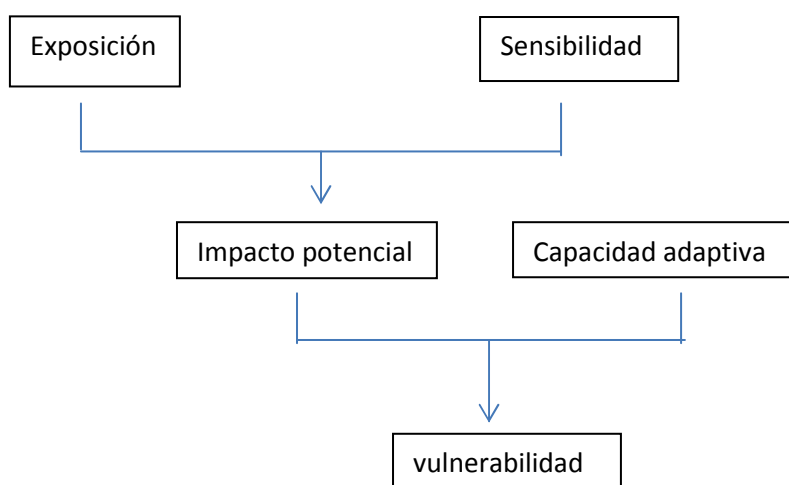 Exposición
Sensibilidad
Impacto potencial
Capacidad adaptiva
vulnerabilidad